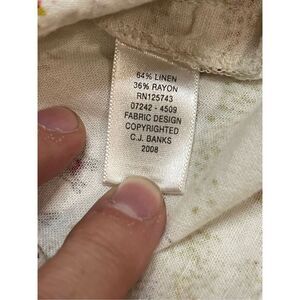 64% LINEN
36% RAYON
RN125743
07242 - 4509
FABRIC DESIGN
COPYRIGHTED
C.J. BANKS
2008